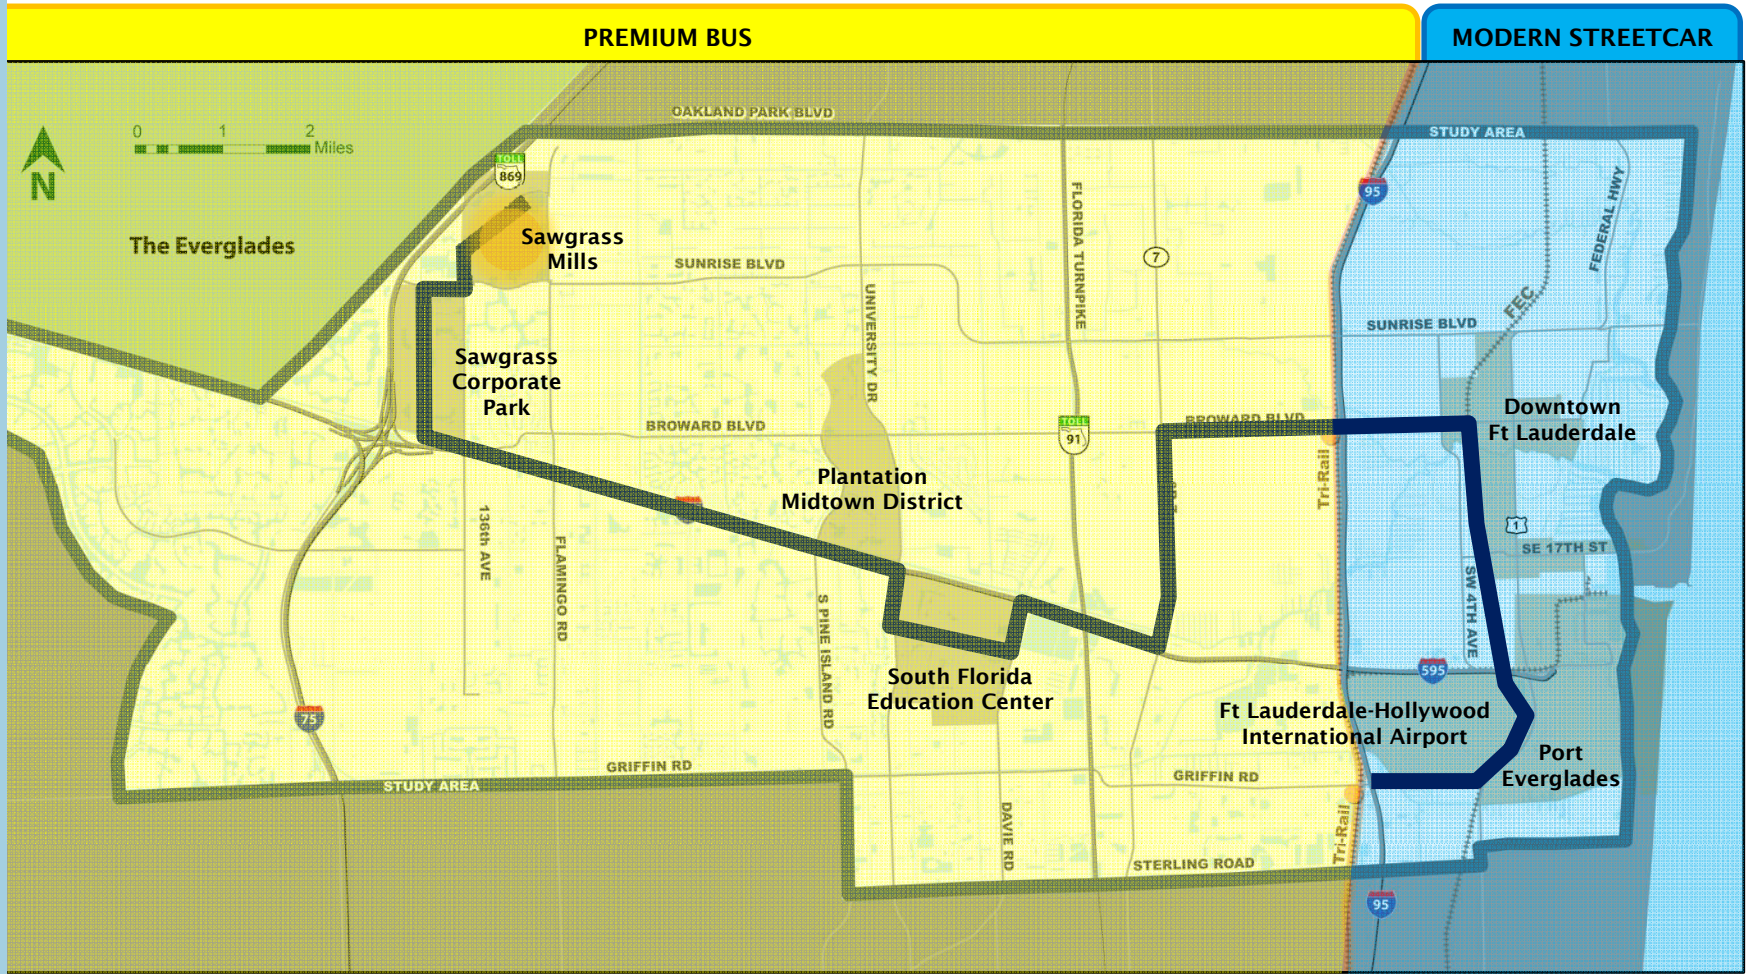 PREMIUM BUS
MODERN STREETCAR
OAKLAND PARK BLVD
STUDY AREA
0 1 2
Miles
N
TOLL
869
95
The Everglades
Sawgrass
Mills
SUNRISE BLVD
FLORIDA TURNPIKE
7
FEDERAL HWY
UNIVERSITY DR
FEC
SUNRISE BLVD
Sawgrass
Corporate
Park
BROWARD BLVD
TOLL
91
BROWARD BLVD
Downtown
Ft Lauderdale
Plantation
Midtown District
Tri-Rail
136th AVE
FLAMINGO RD
1
SE 17TH ST
SW 4TH AVE
S PINE ISLAND RD
South Florida
Education Center
595
75
Ft Lauderdale-Hollywood
International Airport
Port
Everglades
GRIFFIN RD
GRIFFIN RD
STUDY AREA
DAVIE RD
Tri-Rail
STERLING ROAD
95